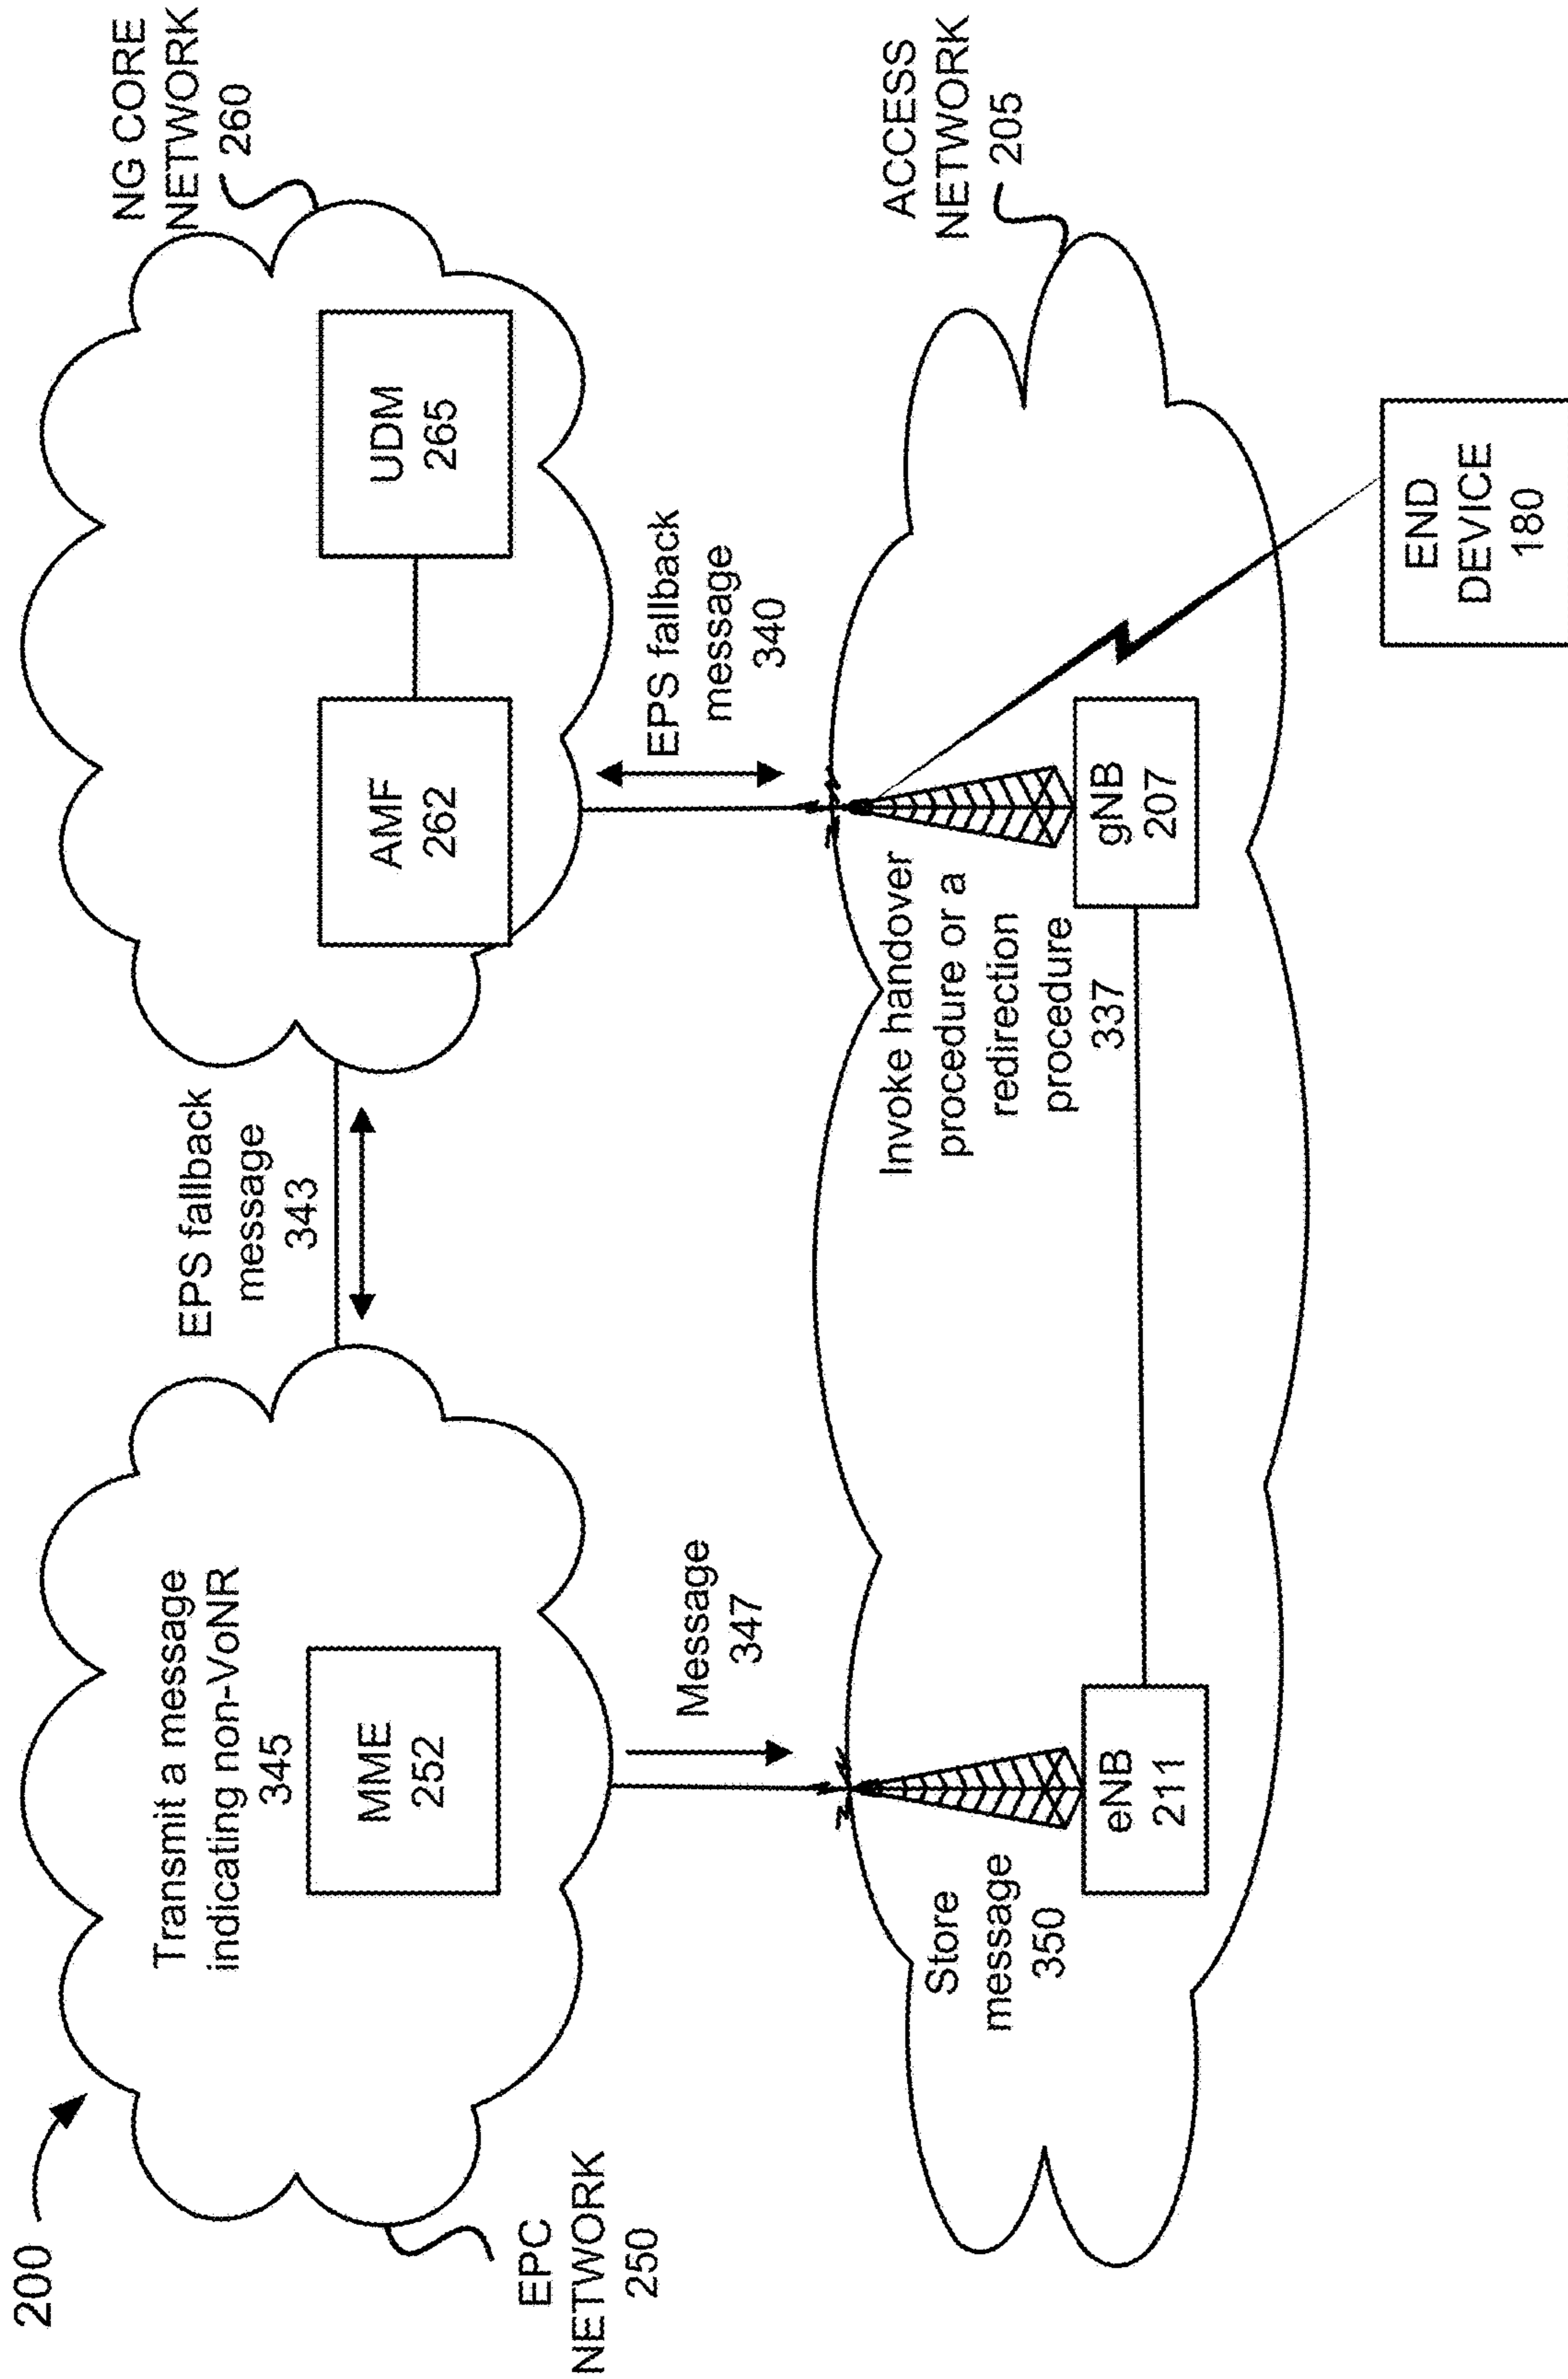 200
EPC
NETWORK
250
Transmit a message
indicating non-VoNR
345
MME
252
EPS fallback
message
343
NG CORE
NETWORK
260
AMF
262
UDM
265
Message
347
EPS fallback
message
340
ACCESS
NETWORK
205
Store
message
350
eNB
211
Invoke handover
procedure or a
redirection
procedure
337
gNB
207
END
DEVICE
180